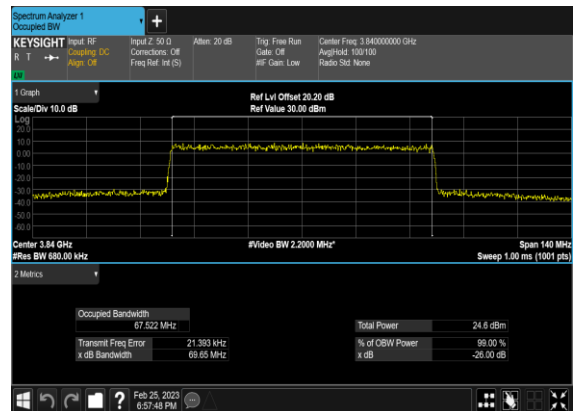 Spectrum Analyzer 1
Occupied BW
KEYSIGHT
R T
LW
Input: RF
Coupling: DC
Align: Off
Input Z: 50 Ω
Corrections: Off
Freq Ref: Int (S)
Atten: 20 dB
Trig: Free Run
Gate: Off
#IF Gain: Low
Center Freq: 3.840000000 GHz
Avg|Hold: 100/100
Radio Std: None
1 Graph
Scale/Div 10.0 dB
Ref Lvl Offset 20.20 dB
Ref Value 30.00 dBm
Log
20.0
10.0
0.00
-10.0
-20.0
-30.0
-40.0
-50.0
-60.0
Center 3.84 GHz
#Res BW 680.00 kHz
#Video BW 2.2000 MHz*
Span 140 MHz
Sweep 1.00 ms (1001 pts)
2 Metrics
Occupied Bandwidth
67.522 MHz
Total Power 24.6 dBm
Transmit Freq Error 21.393 kHz
% of OBW Power 99.00 %
x dB Bandwidth 69.65 MHz
x dB -26.00 dB
?
Feb 25, 2023
6:57:48 PM